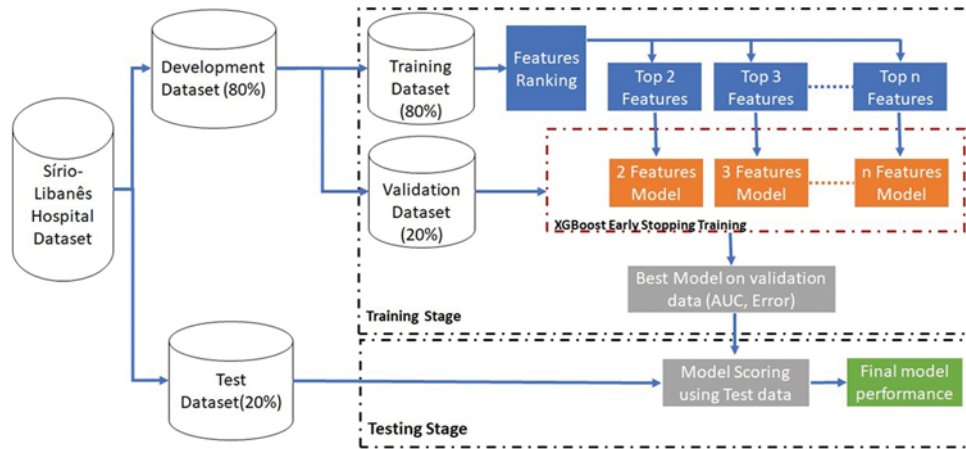 Sírio-
Libanês
Hospital
Dataset
Development
Dataset (80%)
Training
Dataset
(80%)
Features
Ranking
Top 2
Features
Top 3
Features
Top n
Features
Validation
Dataset
(20%)
2 Features
Model
3 Features
Model
n Features
Model
XGBoost Early Stopping Training
Best Model on validation
data (AUC, Error)
Training Stage
Test
Dataset(20%)
Model Scoring
using Test data
Final model
performance
Testing Stage